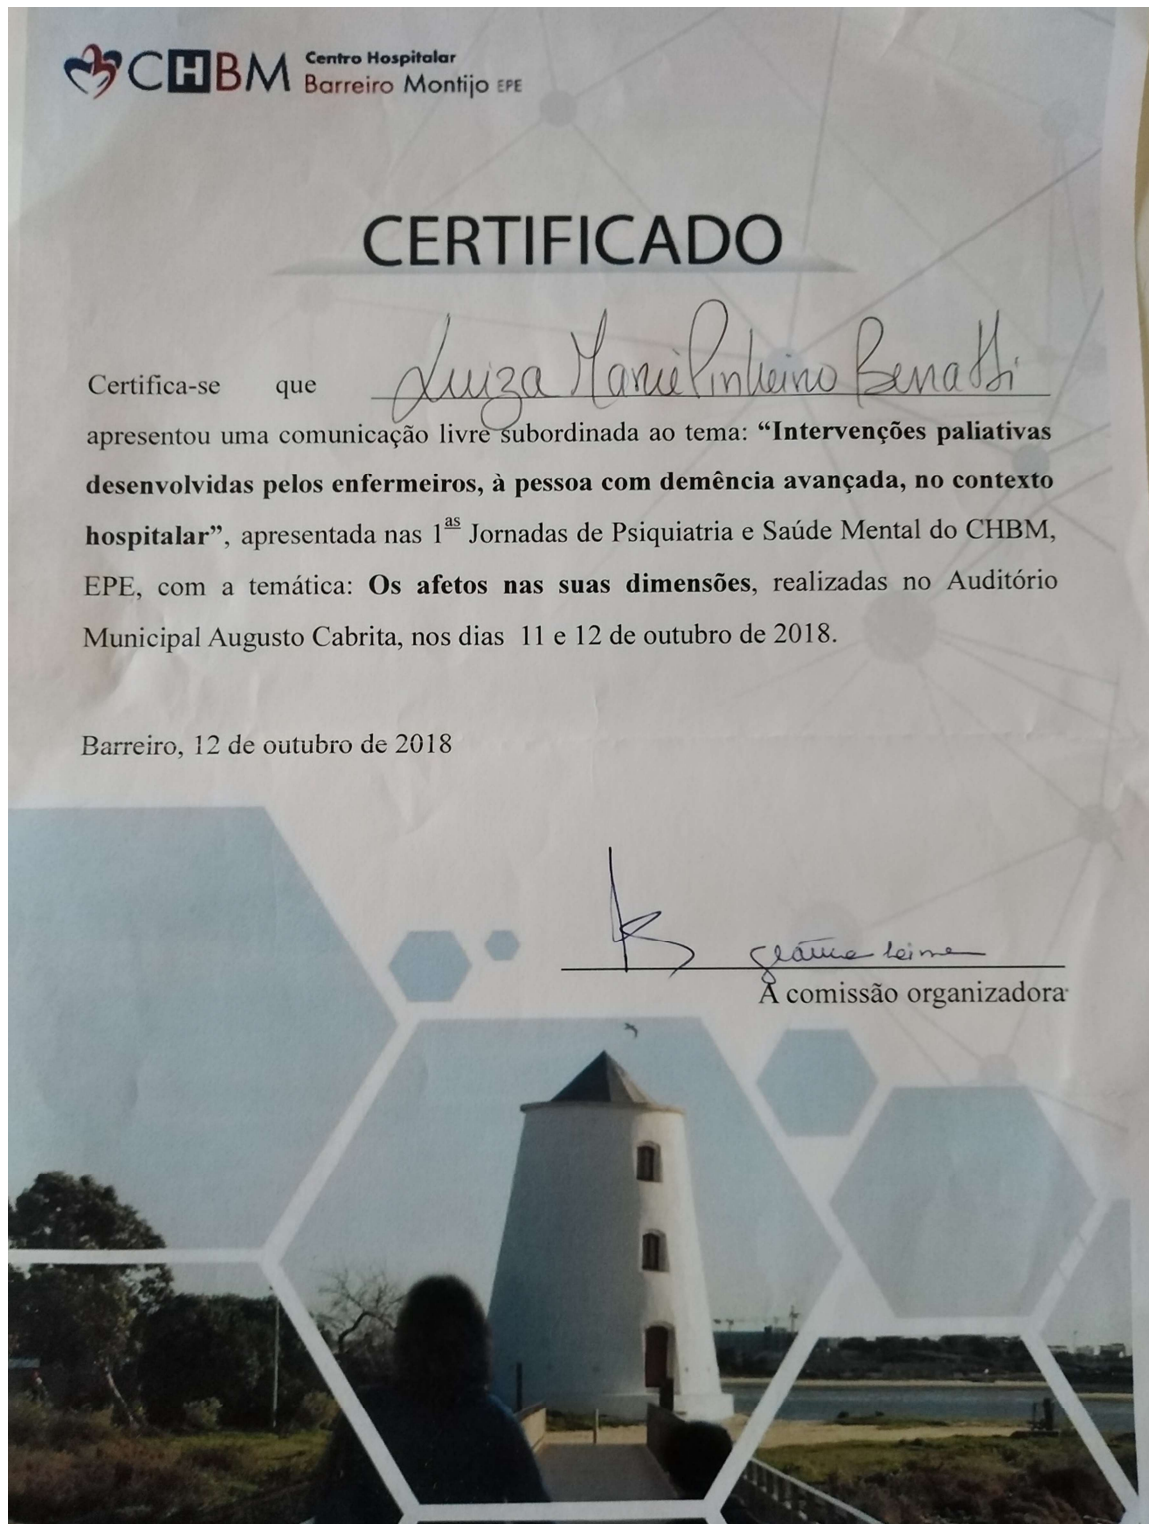 CHBM Centro Hospitalar
Barreiro Montijo EPE
CERTIFICADO
Certifica-se que Luiza Marie Pinheiro Benatti
apresentou uma comunicação livre subordinada ao tema: “Intervenções paliativas
desenvolvidas pelos enfermeiros, à pessoa com demência avançada, no contexto
hospitalar”, apresentada nas 1as Jornadas de Psiquiatria e Saúde Mental do CHBM,
EPE, com a temática: Os afetos nas suas dimensões, realizadas no Auditório
Municipal Augusto Cabrita, nos dias 11 e 12 de outubro de 2018.
Barreiro, 12 de outubro de 2018
A comissão organizadora